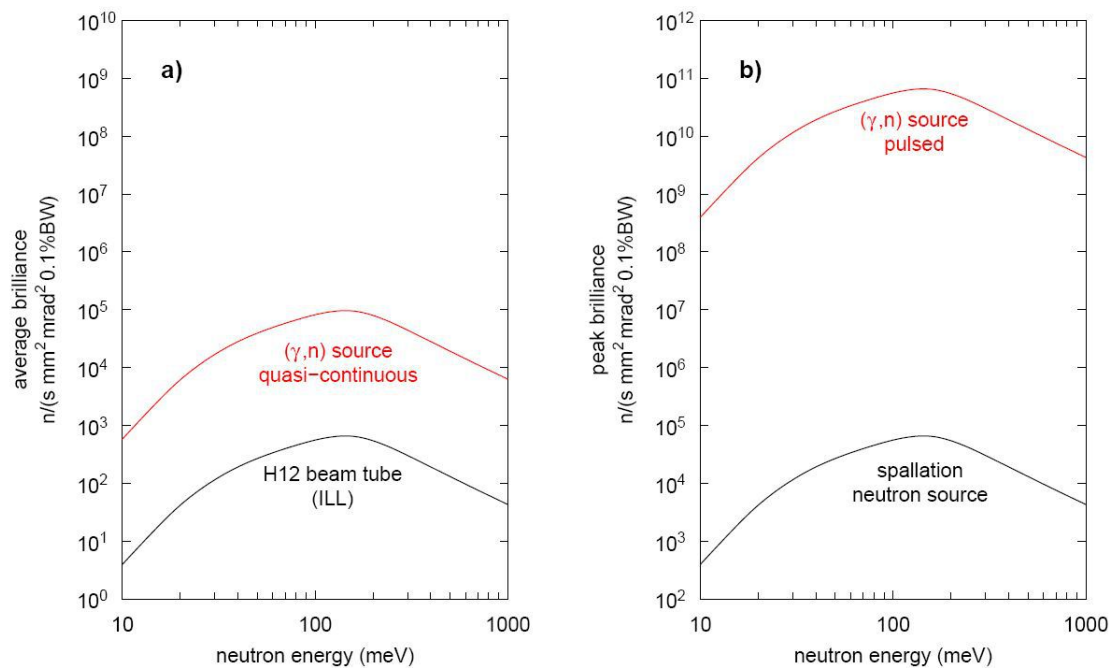 a)
10^10
10^9
10^8
10^7
10^6
10^5
10^4
10^3
10^2
10^1
10^0
average brilliance
n/(s mm^2 mrad^2 0.1%BW)
(γ,n) source
quasi−continuous
H12 beam tube
(ILL)
10 100 1000
neutron energy (meV)
b)
10^12
10^11
10^10
10^9
10^8
10^7
10^6
10^5
10^4
10^3
10^2
peak brilliance
n/(s mm^2 mrad^2 0.1%BW)
(γ,n) source
pulsed
spallation
neutron source
10 100 1000
neutron energy (meV)